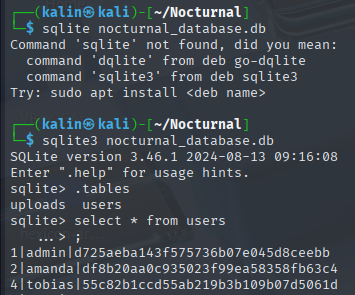 ┌──(kalin㉿kali)-[~/Nocturnal]
└─$ sqlite nocturnal_database.db
Command 'sqlite' not found, did you mean:
  command 'dqlite' from deb go-dqlite
  command 'sqlite3' from deb sqlite3
Try: sudo apt install <deb name>
┌──(kalin㉿kali)-[~/Nocturnal]
└─$ sqlite3 nocturnal_database.db
SQLite version 3.46.1 2024-08-13 09:16:08
Enter ".help" for usage hints.
sqlite> .tables
uploads  users
sqlite> select * from users
   ...> ;
1|admin|d725aeba143f575736b07e045d8ceebb
2|amanda|df8b20aa0c935023f99ea58358fb63c4
4|tobias|55c82b1ccd55ab219b3b109b07d5061d